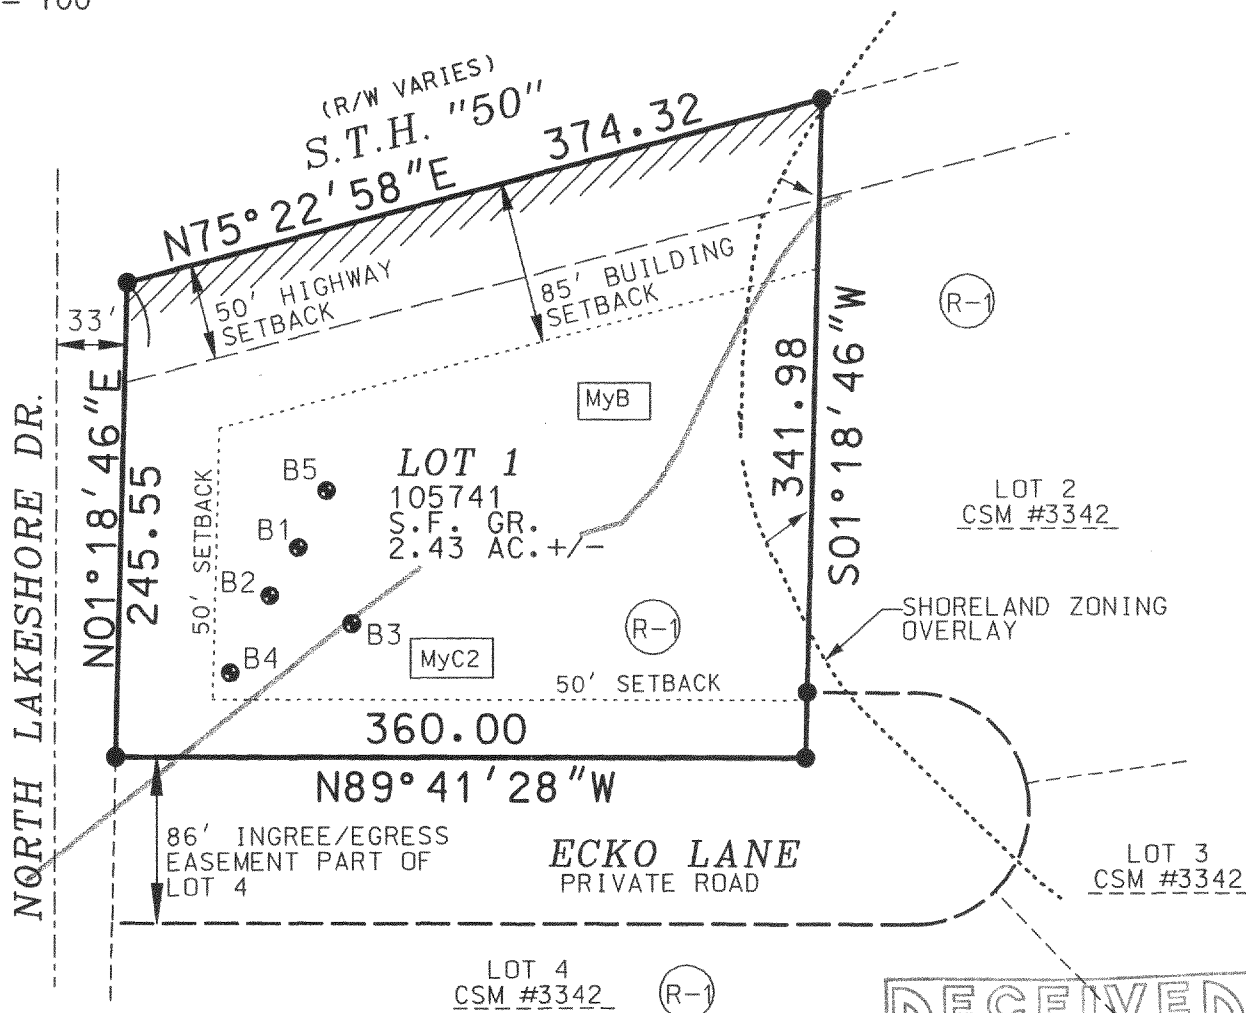 = 100
(R/W VARIES)
S.T.H. "50"
374.32
N75°22'58"E
50' HIGHWAY
SETBACK
85' BUILDING
SETBACK
33'
R-1
MyB
N01°18'46"E
245.55
NORTH LAKESHORE DR.
50' SETBACK
B5
B1
B2
B3
B4
LOT 1
105741
S.F. GR.
2.43 AC.+/-
341.98
S01°18'46"W
LOT 2
CSM #3342
R-1
MyC2
SHORELAND ZONING
OVERLAY
50' SETBACK
360.00
N89°41'28"W
86' INGREE/EGRESS
EASEMENT PART OF
LOT 4
ECKO LANE
PRIVATE ROAD
LOT 3
CSM #3342
LOT 4
CSM #3342
R-1
RECEIVED